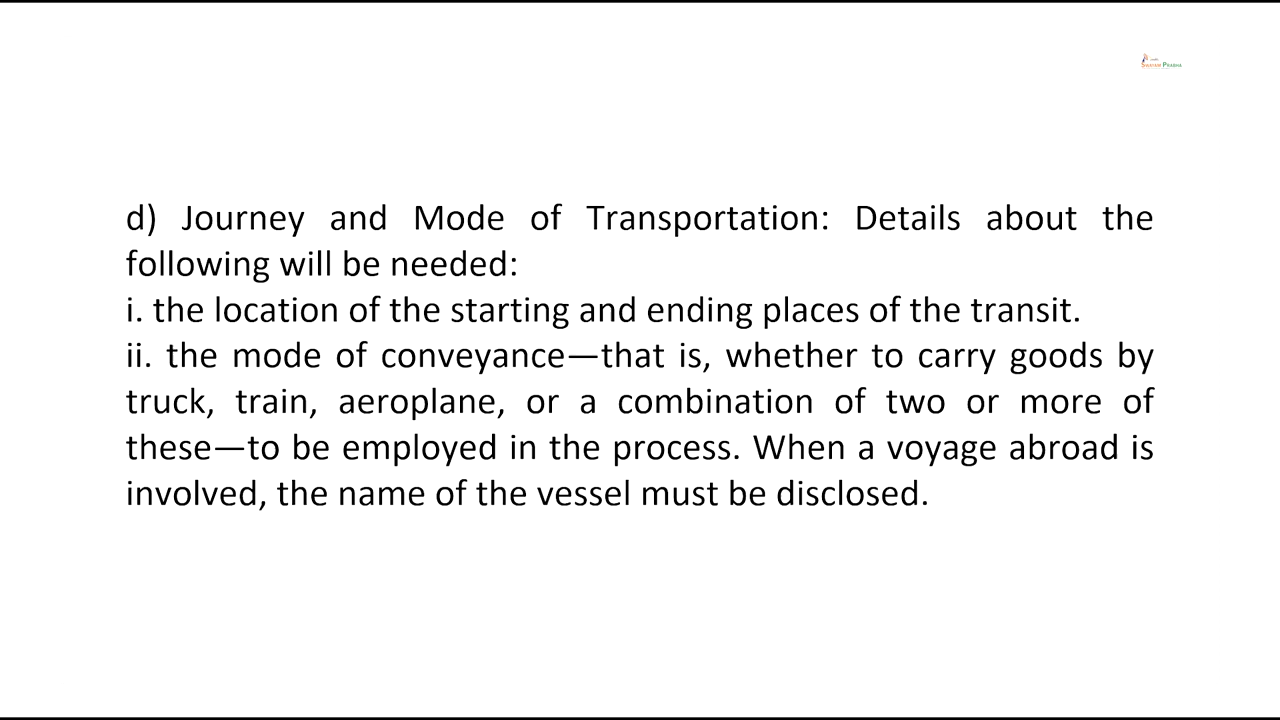 Swayam Prabha
d) Journey and Mode of Transportation: Details about the
following will be needed:
i. the location of the starting and ending places of the transit.
ii. the mode of conveyance—that is, whether to carry goods by
truck, train, aeroplane, or a combination of two or more of
these—to be employed in the process. When a voyage abroad is
involved, the name of the vessel must be disclosed.